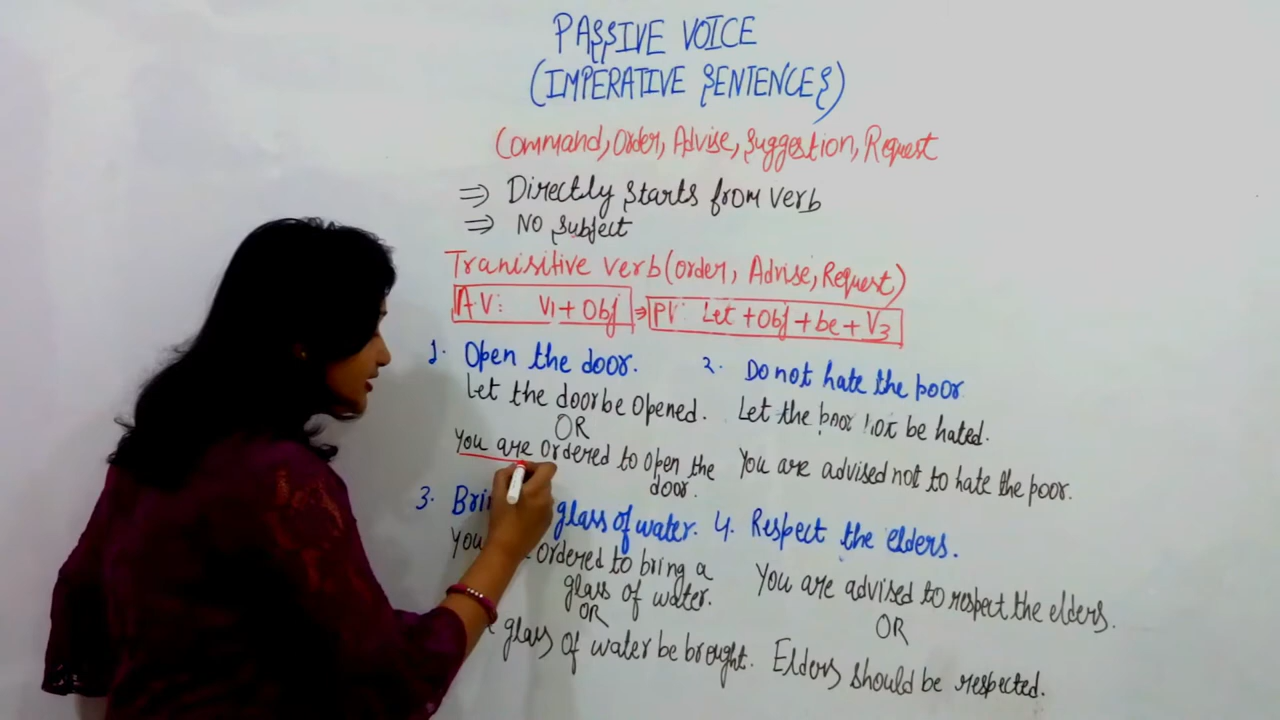 PASSIVE VOICE
(IMPERATIVE SENTENCES)
Command, Order, Advise, Suggestion, Request
⇒ Directly starts from verb
⇒ NO Subject
Tranisitive verb (order, Advise, Request)
AV: V1 + Obj ⇒ PV: Let + Obj + be + V3
1. Open the door.
Let the door be opened.
OR
You are ordered to open the
door.
2. Do not hate the poor
Let the poor not be hated.
You are advised not to hate the poor.
3. glass of water.
You ordered to bring a
glass of water.
OR
glass of water be brought.
4. Respect the elders.
You are advised to respect the elders.
OR
Elders should be respected.